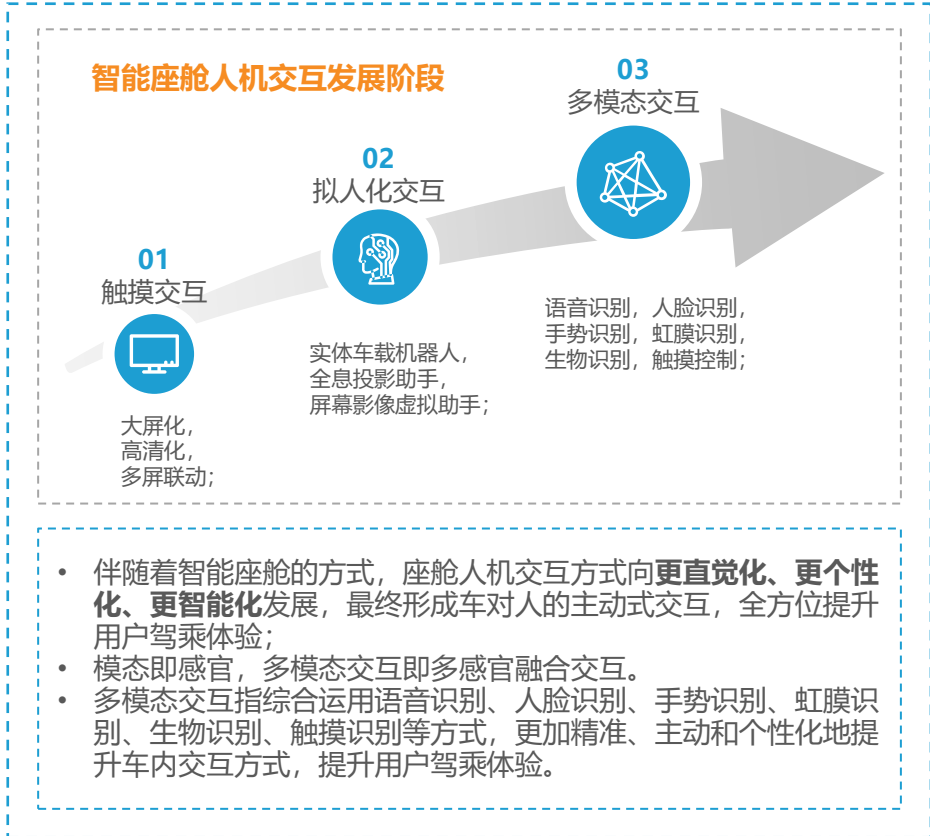 智能座舱人机交互发展阶段
03
多模态交互
02
拟人化交互
01
触摸交互
语音识别，人脸识别，
手势识别，虹膜识别，
生物识别，触摸控制；
实体车载机器人，
全息投影助手，
屏幕影像虚拟助手；
大屏化，
高清化，
多屏联动；
• 伴随着智能座舱的方式，座舱人机交互方式向更直觉化、更个性
化、更智能化发展，最终形成车对人的主动式交互，全方位提升
用户驾乘体验；
• 模态即感官，多模态交互即多感官融合交互。
• 多模态交互指综合运用语音识别、人脸识别、手势识别、虹膜识
别、生物识别、触摸识别等方式，更加精准、主动和个性化地提
升车内交互方式，提升用户驾乘体验。